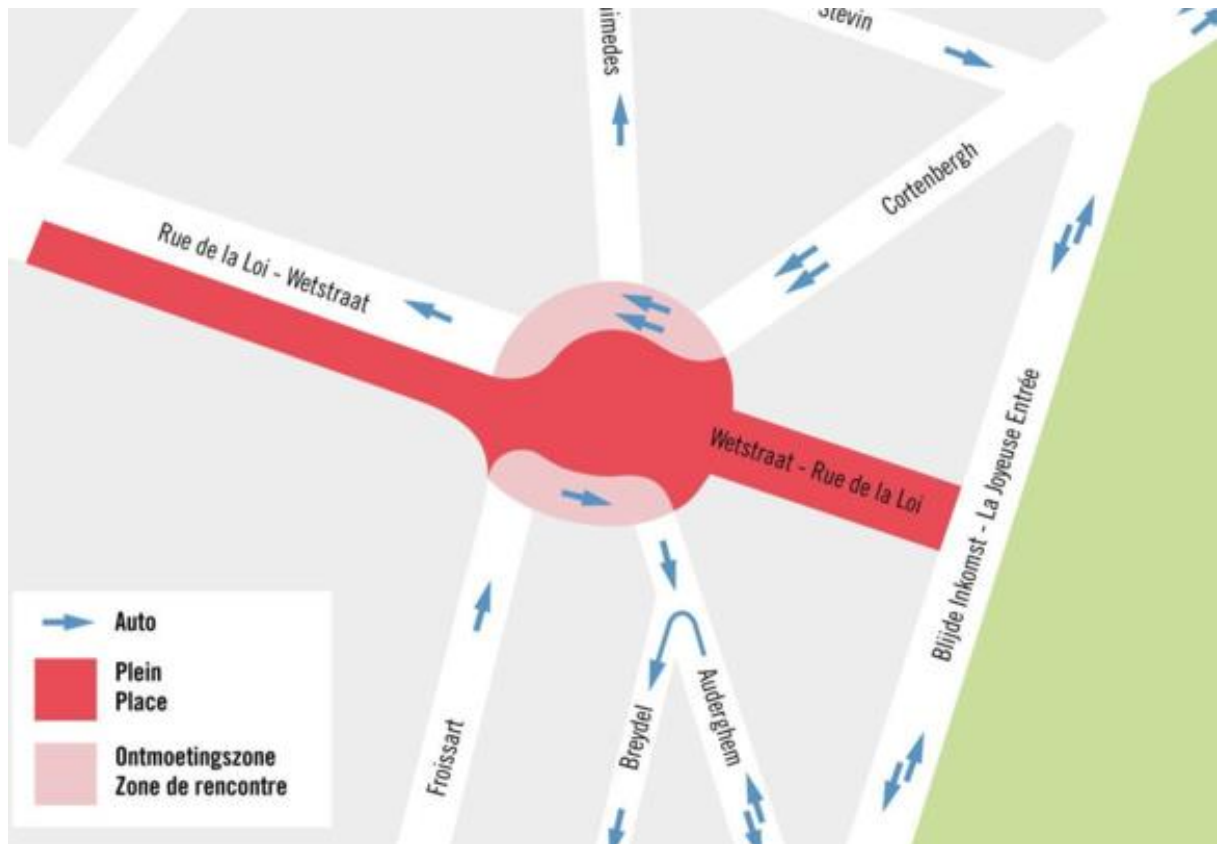 Stevin
imedes
Cortenbergh
Rue de la Loi - Wetstraat
Wetstraat - Rue de la Loi
Blijde Inkomst - La Joyeuse Entrée
Froissart
Breydel
Auderghem
Auto
Plein
Place
Ontmoetingszone
Zone de rencontre